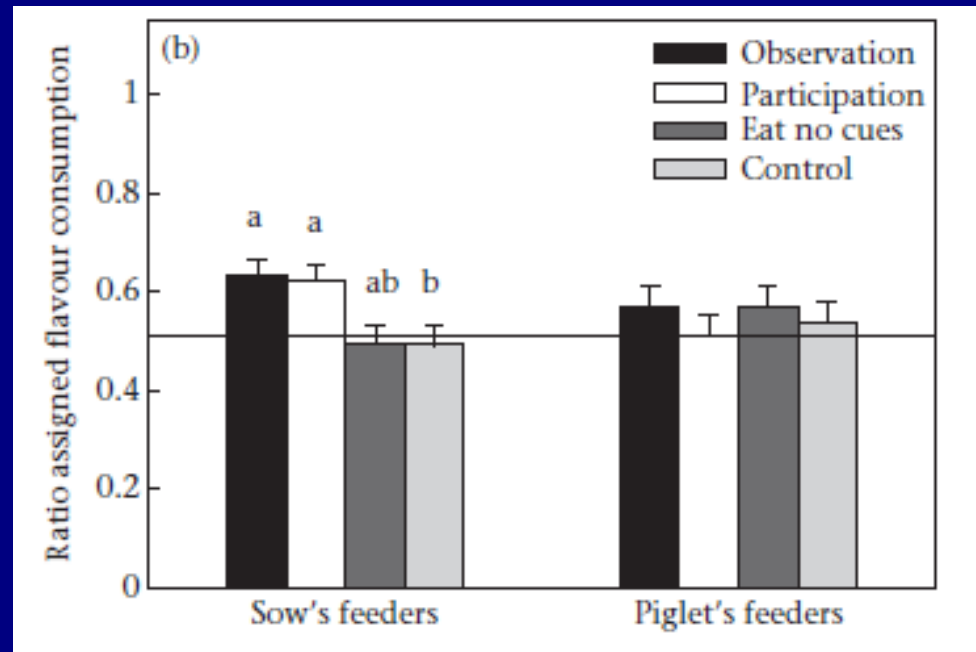 (b)
Observation
Participation
Eat no cues
Control
Ratio assigned flavour consumption
1
0.8
0.6
0.4
0.2
0
a
a
ab
b
Sow's feeders
Piglet's feeders